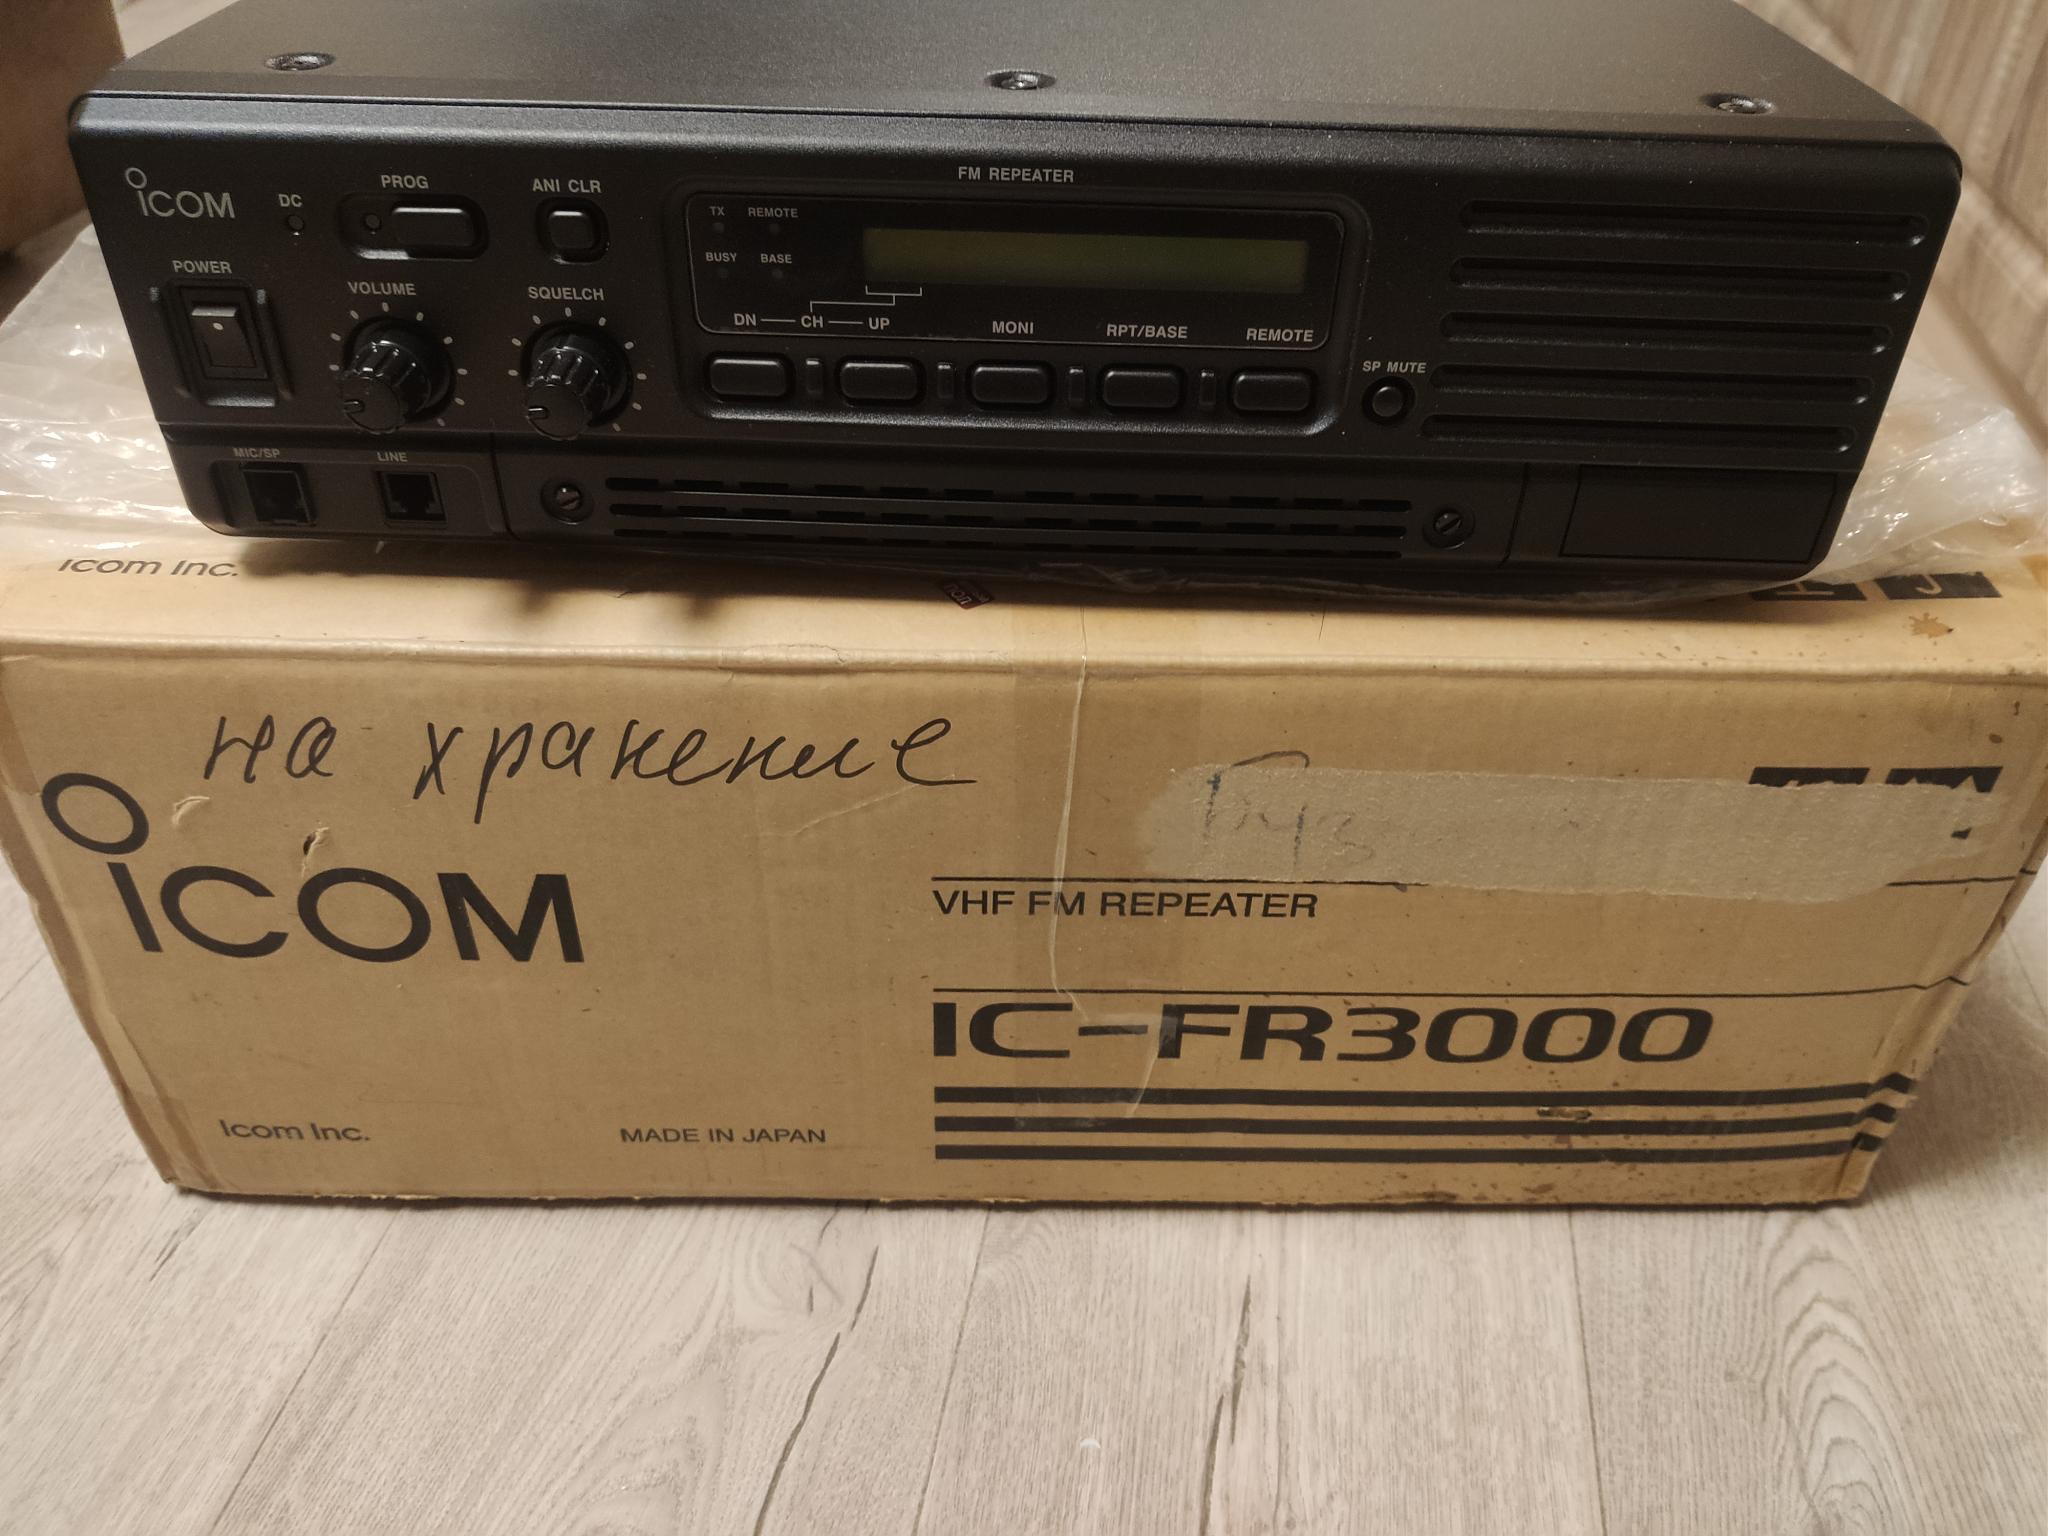 FM REPEATER
ICOM
DC
PROG
ANI CLR
TX REMOTE
BUSY BASE
POWER
VOLUME
SQUELCH
DN CH UP
MONI
RPT/BASE
REMOTE
SP MUTE
MIC/SP
LINE
Icom Inc.
на хранение
ICOM
VHF FM REPEATER
IC-FR3000
Icom Inc.
MADE IN JAPAN